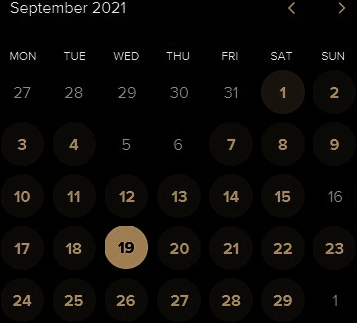 September 2021
MON TUE WED THU FRI SAT SUN
27 28 29 30 31 1 2
3 4 5 6 7 8 9
10 11 12 13 14 15 16
17 18 19 20 21 22 23
24 25 26 27 28 29 1